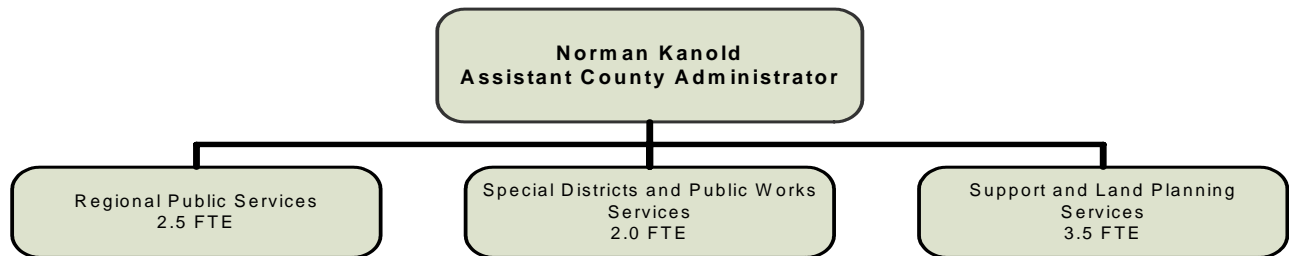 Norman Kanold
Assistant County Administrator
Regional Public Services
2.5 FTE
Special Districts and Public Works
Services
2.0 FTE
Support and Land Planning
Services
3.5 FTE